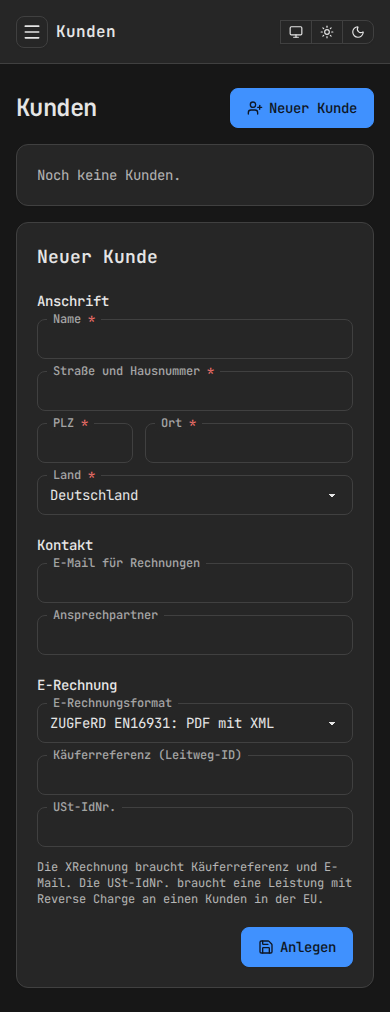 Kunden
Kunden
Neuer Kunde
Noch keine Kunden.
Neuer Kunde
Anschrift
Name *
Straße und Hausnummer *
PLZ * Ort *
Land *
Deutschland
Kontakt
E-Mail für Rechnungen
Ansprechpartner
E-Rechnung
E-Rechnungsformat
ZUGFeRD EN16931: PDF mit XML
Käuferreferenz (Leitweg-ID)
USt-IdNr.
Die XRechnung braucht Käuferreferenz und E-
Mail. Die USt-IdNr. braucht eine Leistung mit
Reverse Charge an einen Kunden in der EU.
Anlegen